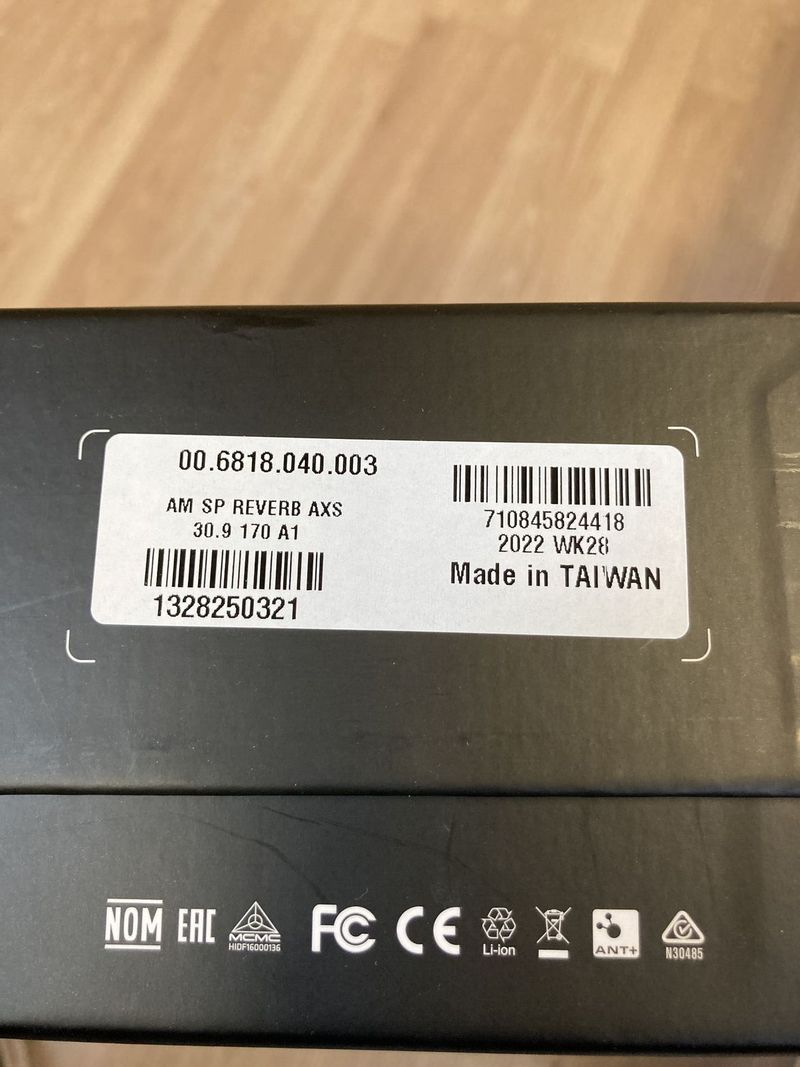 00.6818.040.003
AM SP REVERB AXS
30.9 170 A1
1328250321
710845824418
2022 WK28
Made in TAIWAN
NOM EAC MCMC FC CE Li-ion ANT+
HIDF16000136 N30485